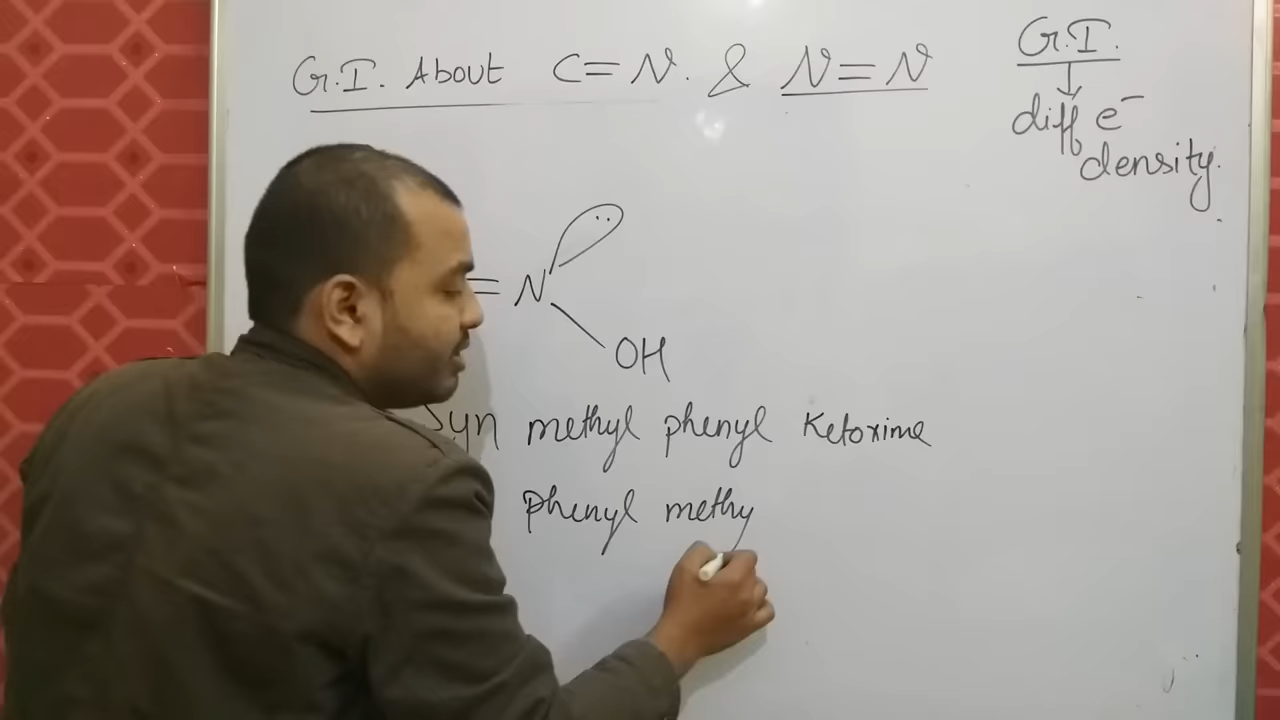 G.I. About C=N. & N=N
G.I.
diff e⁻
density.
= N
OH
Syn methyl phenyl Ketoxime
phenyl methy